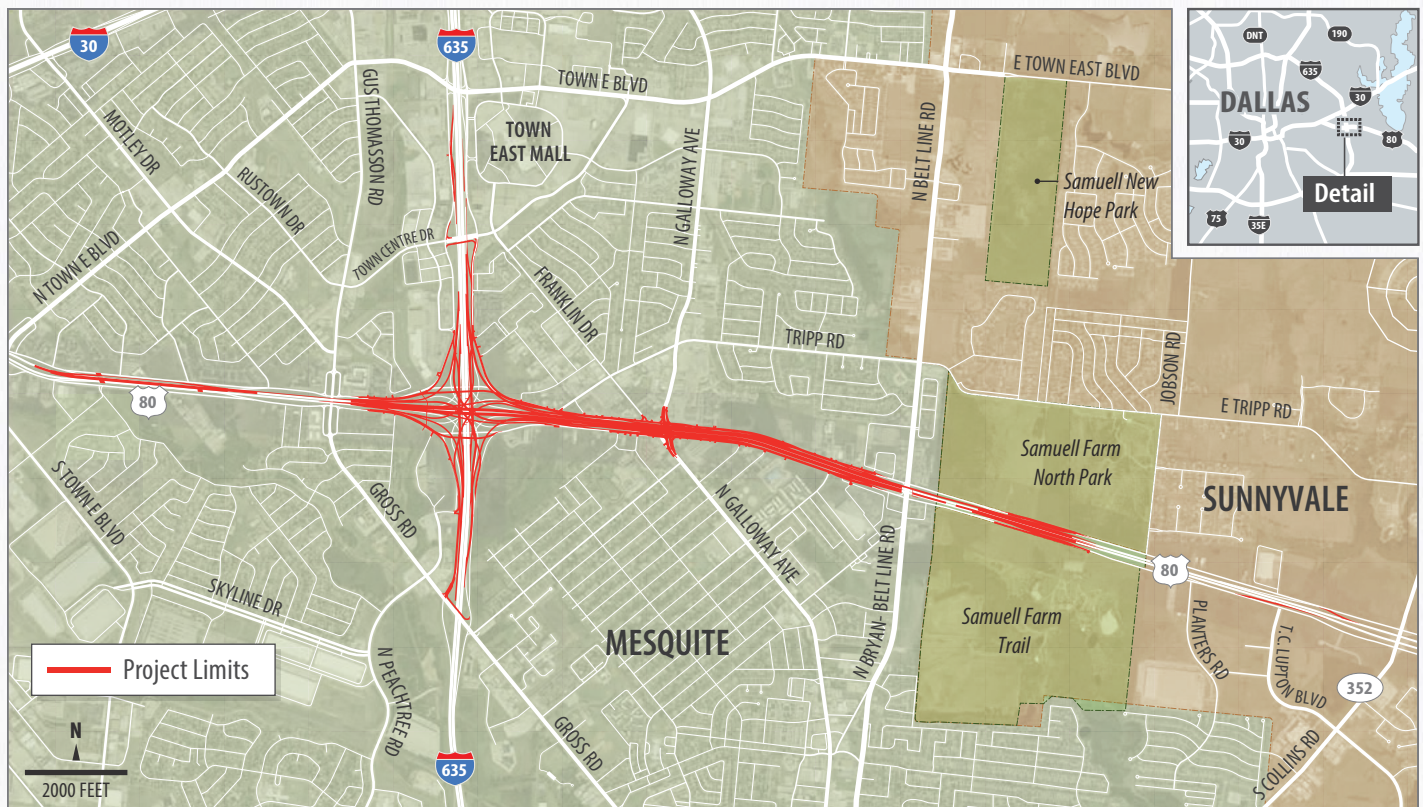 30
635
GUS THOMASSON RD
TOWN E BLVD
E TOWN EAST BLVD
MOTLEY DR
TOWN
EAST MALL
N GALLOWAY AVE
N BELT LINE RD
Samuell New
Hope Park
RUSTOWN DR
N TOWN E BLVD
TOWN CENTRE DR
FRANKLIN DR
TRIPP RD
JOBSON RD
E TRIPP RD
80
Samuell Farm
North Park
SUNNYVALE
S TOWN E BLVD
GROSS RD
N GALLOWAY AVE
N BRYAN- BELT LINE RD
80
SKYLINE DR
MESQUITE
Samuell Farm
Trail
PLANTERS RD
T.C. LUPTON BLVD
352
N PEACHTREE RD
GROSS RD
S COLLINS RD
635
Project Limits
N
2000 FEET
DNT
190
635
DALLAS
30
30
80
Detail
75
35E